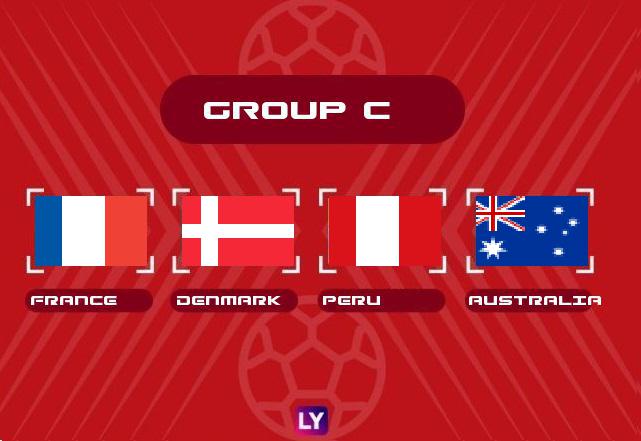 GROUP C
FRANCE
DENMARK
PERU
AUSTRALIA
LY